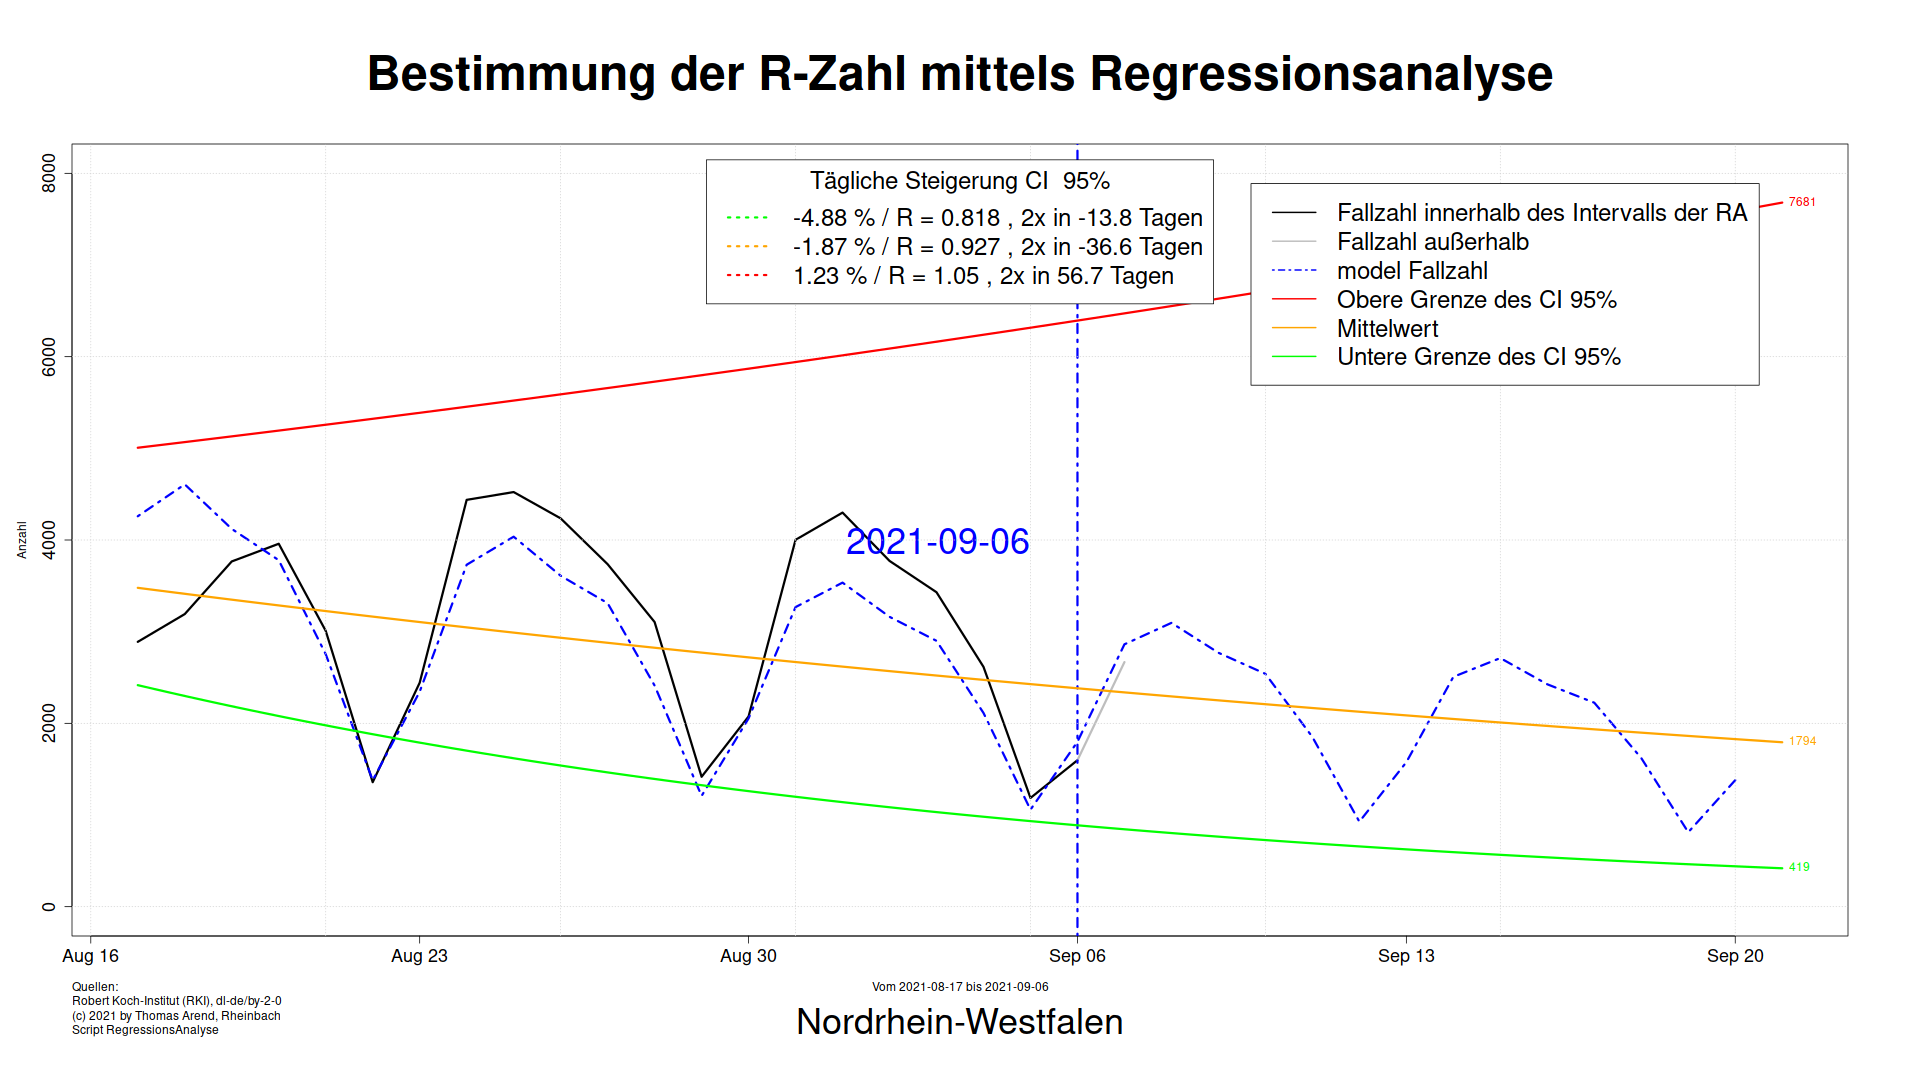 Bestimmung der R-Zahl mittels Regressionsanalyse
Tägliche Steigerung CI  95%
-4.88 % / R = 0.818 , 2x in -13.8 Tagen
-1.87 % / R = 0.927 , 2x in -36.6 Tagen
1.23 % / R = 1.05 , 2x in 56.7 Tagen
Fallzahl innerhalb des Intervalls der RA
Fallzahl außerhalb
model Fallzahl
Obere Grenze des CI 95%
Mittelwert
Untere Grenze des CI 95%
7681
2021-09-06
1794
419
Anzahl
8000
6000
4000
2000
0
Aug 16
Aug 23
Aug 30
Sep 06
Sep 13
Sep 20
Quellen:
Robert Koch-Institut (RKI), dl-de/by-2-0
(c) 2021 by Thomas Arend, Rheinbach
Script RegressionsAnalyse
Vom 2021-08-17 bis 2021-09-06
Nordrhein-Westfalen